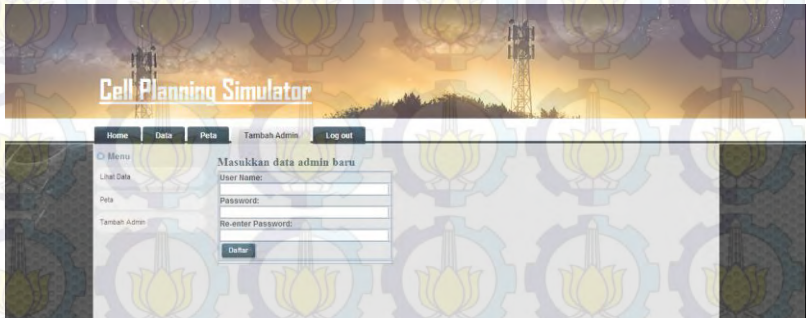 Cell Planning Simulator
Home Data Peta Tambah Admin Log out
Menu
Lihat Data
Peta
Tambah Admin
Masukkan data admin baru
User Name:
Password:
Re-enter Password:
Daftar